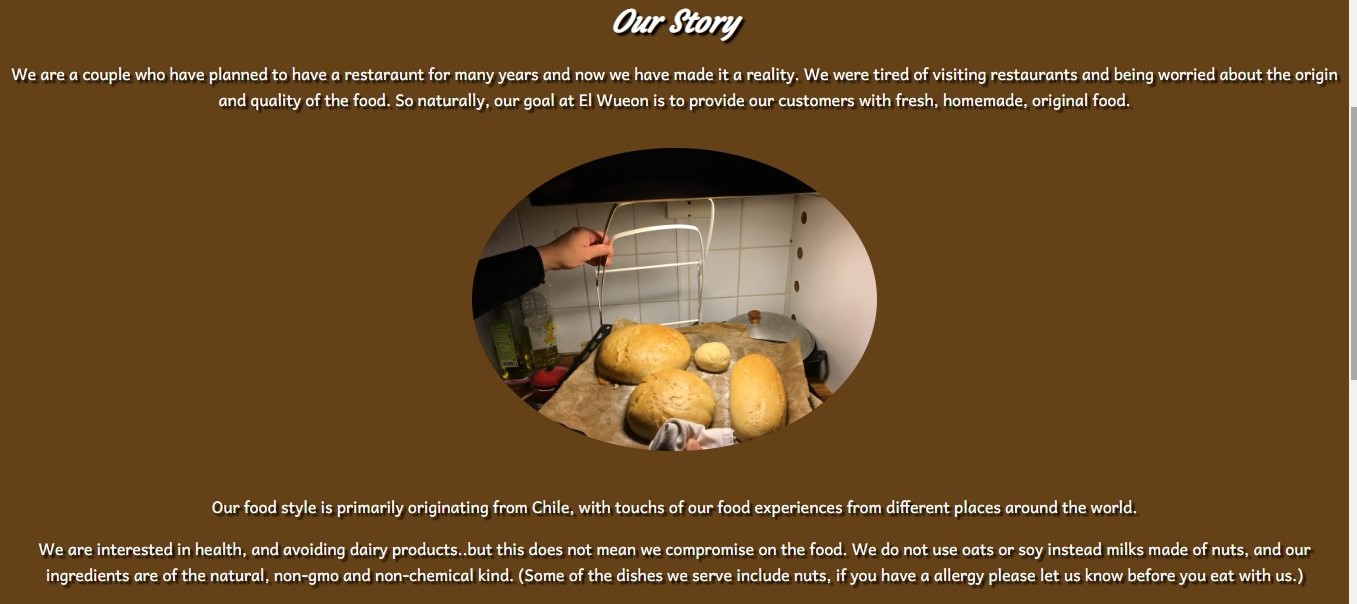 Our Story
We are a couple who have planned to have a restaraunt for many years and now we have made it a reality. We were tired of visiting restaurants and being worried about the origin
and quality of the food. So naturally, our goal at El Wueon is to provide our customers with fresh, homemade, original food.
Our food style is primarily originating from Chile, with touchs of our food experiences from different places around the world.
We are interested in health, and avoiding dairy products..but this does not mean we compromise on the food. We do not use oats or soy instead milks made of nuts, and our
ingredients are of the natural, non-gmo and non-chemical kind. (Some of the dishes we serve include nuts, if you have a allergy please let us know before you eat with us.)